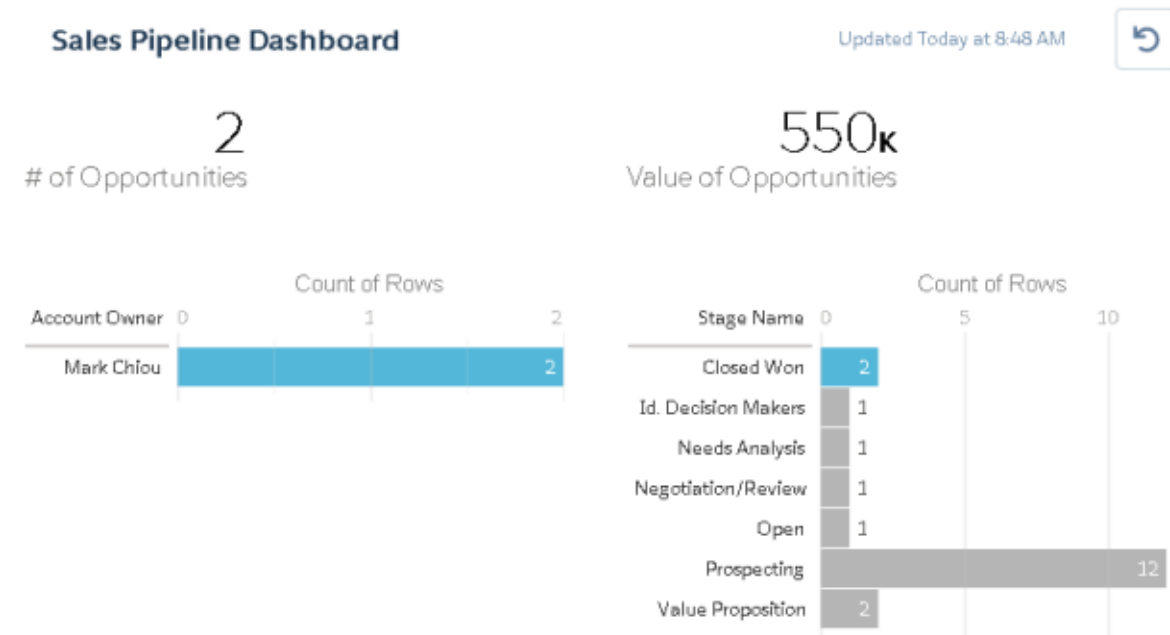 Sales Pipeline Dashboard
Updated Today at 8:48 AM
2
# of Opportunities
550K
Value of Opportunities
Count of Rows
Account Owner 0 1 2
Mark Chiou 2
Count of Rows
Stage Name 0 5 10
Closed Won 2
Id. Decision Makers 1
Needs Analysis 1
Negotiation/Review 1
Open 1
Prospecting 12
Value Proposition 2